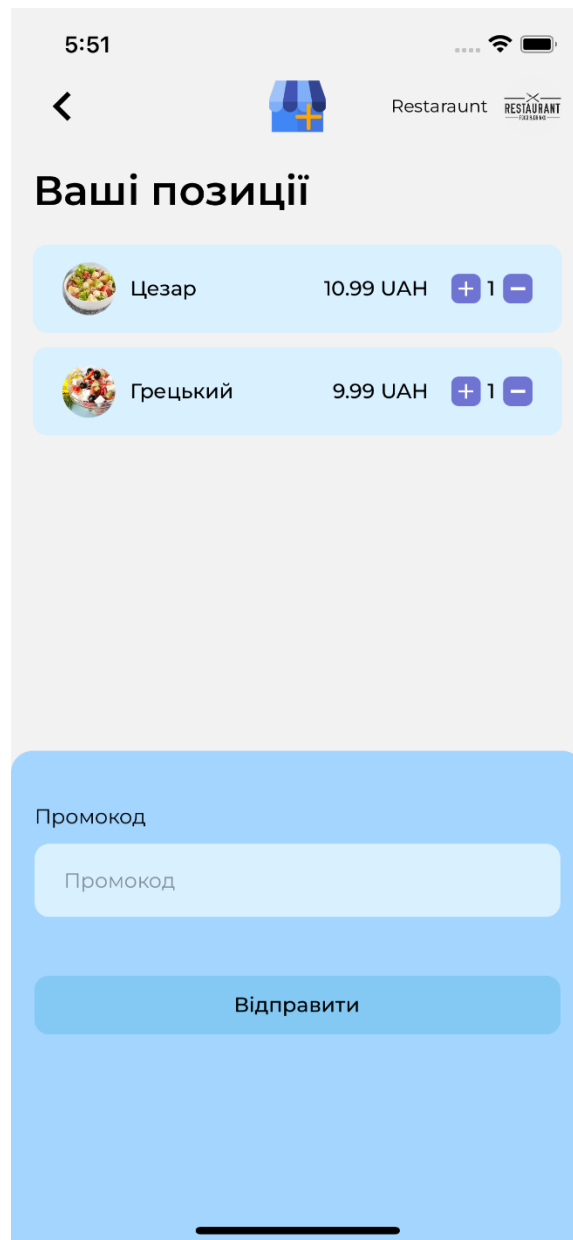 5:51
Restaraunt
RESTAURANT
Ваші позиції
Цезар 10.99 UAH + 1 −
Грецький 9.99 UAH + 1 −
Промокод
Промокод
Відправити